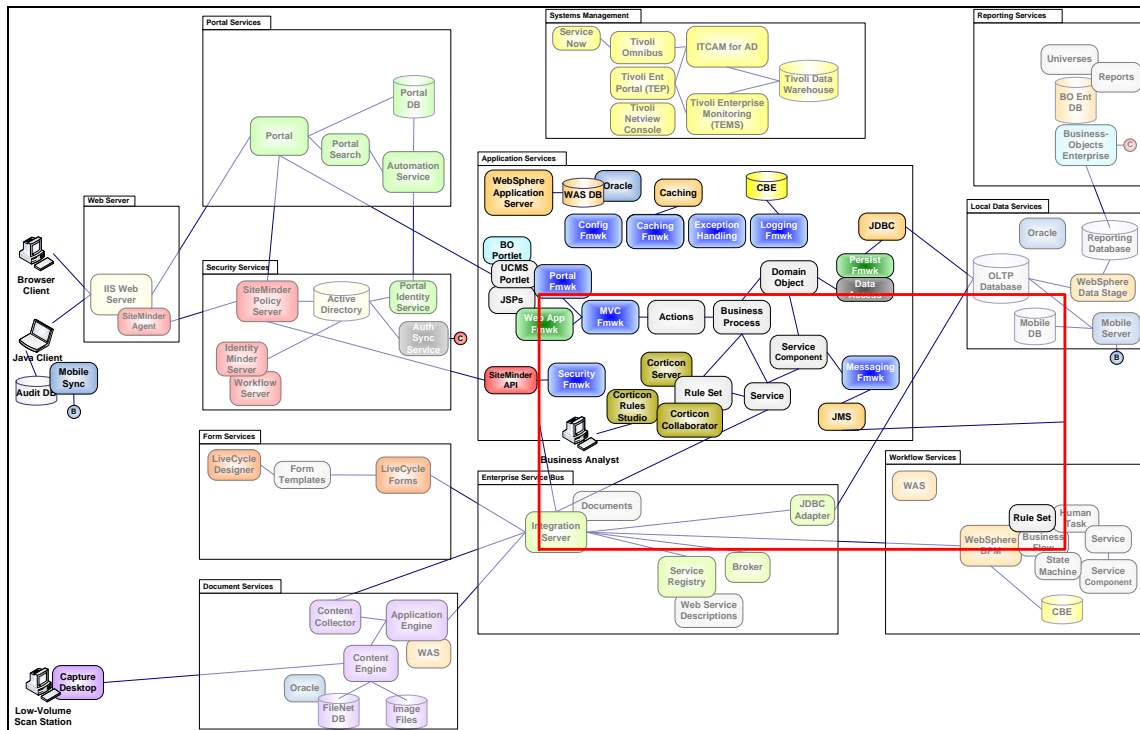 Portal Services
Portal
DB
Portal
Portal
Search
Automation
Service
Systems Management
Service
Now
Tivoli
Omnibus
ITCAM for AD
Tivoli Ent
Portal (TEP)
Tivoli Data
Warehouse
Tivoli
Netview
Console
Tivoli Enterprise
Monitoring
(TEMS)
Reporting Services
Universes
Reports
BO Ent
DB
Business-
Objects
Enterprise
C
Web Server
IIS Web
Server
SiteMinder
Agent
Browser
Client
Java Client
Audit DB
Mobile
Sync
B
Security Services
SiteMinder
Policy
Server
Active
Directory
Portal
Identity
Service
Auth
Sync
Service
C
Identity
Minder
Server
Workflow
Server
Application Services
WebSphere
Application
Server
WAS DB
Oracle
Caching
CBE
Config
Fmwk
Caching
Fmwk
Exception
Handling
Logging
Fmwk
JDBC
BO
Portlet
UCMS
Portlet
JSPs
Portal
Fmwk
Web App
Fmwk
MVC
Fmwk
Actions
Business
Process
Domain
Object
Persist
Fmwk
Data
Access
Service
Component
Messaging
Fmwk
SiteMinder
API
Security
Fmwk
Corticon
Server
Rule Set
Service
Corticon
Rules
Studio
Corticon
Collaborator
JMS
Business Analyst
Local Data Services
Oracle
Reporting
Database
OLTP
Database
WebSphere
Data Stage
Mobile
DB
Mobile
Server
B
Form Services
LiveCycle
Designer
Form
Templates
LiveCycle
Forms
Enterprise Service Bus
Documents
Integration
Server
JDBC
Adapter
Service
Registry
Broker
Web Service
Descriptions
Workflow Services
WAS
Rule Set
Human
Task
WebSphere
BPM
Business
Flow
Service
State
Machine
Service
Component
CBE
Document Services
Content
Collector
Application
Engine
WAS
Content
Engine
Oracle
FileNet
DB
Image
Files
Capture
Desktop
Low-Volume
Scan Station